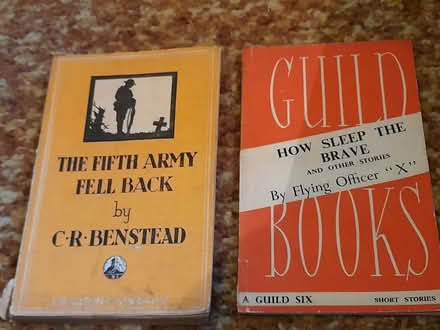 THE FIFTH ARMY
FELL BACK
by
C·R·BENSTEAD
GUILD
HOW SLEEP THE
BRAVE
AND OTHER STORIES
By Flying Officer "X"
BOOKS
A GUILD SIX
SHORT STORIES